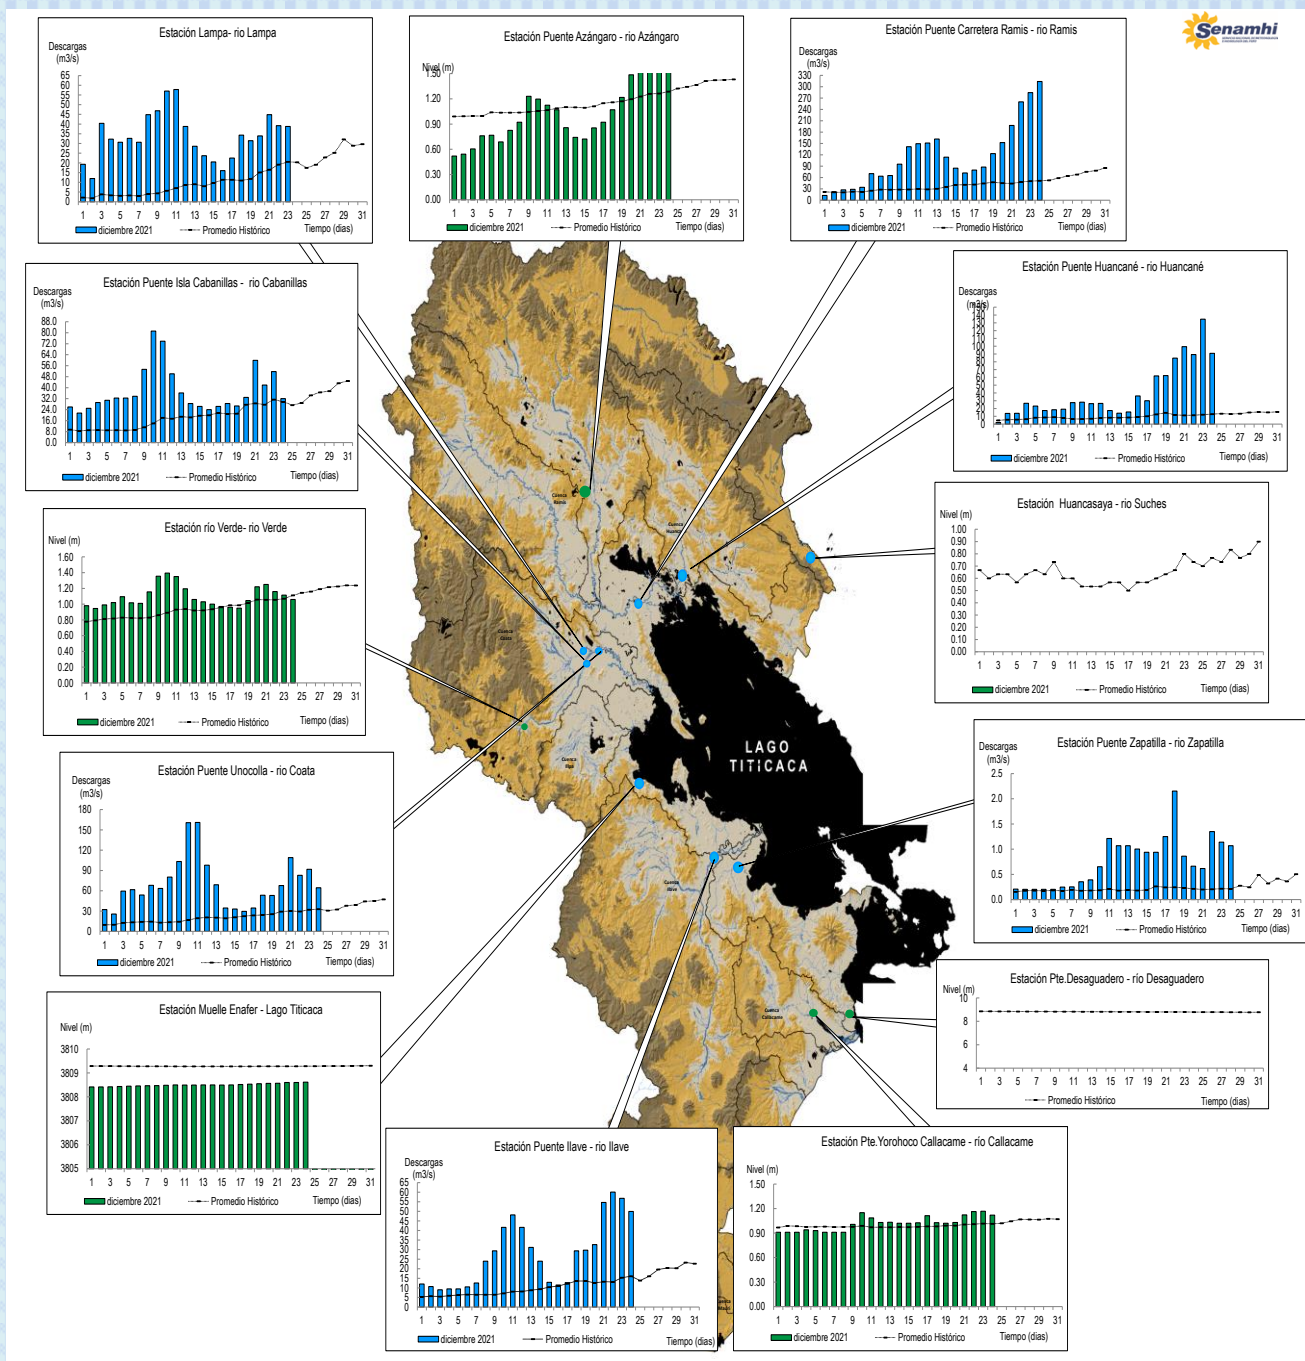 Senamhi
Estación Lampa- rio Lampa
Descargas
(m3/s)
65
60
55
50
45
40
35
30
25
20
15
10
5
0
1 3 5 7 9 11 13 15 17 19 21 23 25 27 29 31
diciembre 2021 Promedio Histórico Tiempo (dias)
Estación Puente Azángaro - rio Azángaro
Nivel (m)
1.50
1.20
0.90
0.60
0.30
0.00
1 3 5 7 9 11 13 15 17 19 21 23 25 27 29 31
diciembre 2021 Promedio Histórico Tiempo (dias)
Estación Puente Carretera Ramis - rio Ramis
Descargas
(m3/s)
330
300
270
240
210
180
150
120
90
60
30
0
1 3 5 7 9 11 13 15 17 19 21 23 25 27 29 31
diciembre 2021 Promedio Histórico Tiempo (dias)
Estación Puente Isla Cabanillas - rio Cabanillas
Descargas
(m3/s)
88.0
80.0
72.0
64.0
56.0
48.0
40.0
32.0
24.0
16.0
8.0
0.0
1 3 5 7 9 11 13 15 17 19 21 23 25 27 29 31
diciembre 2021 Promedio Histórico Tiempo (dias)
Estación Puente Huancané - rio Huancané
Descargas
(m3/s)
1 3 5 7 9 11 13 15 17 19 21 23 25 27 29 31
diciembre 2021 Promedio Histórico Tiempo (dias)
Estación río Verde- rio Verde
Nivel (m)
1.60
1.40
1.20
1.00
0.80
0.60
0.40
0.20
0.00
1 3 5 7 9 11 13 15 17 19 21 23 25 27 29 31
diciembre 2021 Promedio Histórico Tiempo (dias)
Estación Huancasaya - rio Suches
Nivel (m)
1.00
0.90
0.80
0.70
0.60
0.50
0.40
0.30
0.20
0.10
0.00
1 3 5 7 9 11 13 15 17 19 21 23 25 27 29 31
diciembre 2021 Promedio Histórico Tiempo (dias)
Estación Puente Unocolla - rio Coata
Descargas
(m3/s)
180
150
120
90
60
30
0
1 3 5 7 9 11 13 15 17 19 21 23 25 27 29 31
diciembre 2021 Promedio Histórico Tiempo (dias)
LAGO
TITICACA
Estación Puente Zapatilla - rio Zapatilla
Descargas
(m3/s)
2.5
2.0
1.5
1.0
0.5
0.0
1 3 5 7 9 11 13 15 17 19 21 23 25 27 29 31
diciembre 2021 Promedio Histórico Tiempo (dias)
Estación Muelle Enafer - Lago Titicaca
Nivel (m)
3810
3809
3808
3807
3806
3805
1 3 5 7 9 11 13 15 17 19 21 23 25 27 29 31
diciembre 2021 Promedio Histórico Tiempo (dias)
Estación Pte.Desaguadero - río Desaguadero
Nivel (m)
10
8
6
4
1 3 5 7 9 11 13 15 17 19 21 23 25 27 29 31
Promedio Histórico Tiempo (dias)
Cuenca
Callacame
Estación Puente Ilave - rio Ilave
Descargas
(m3/s)
65
60
55
50
45
40
35
30
25
20
15
10
5
0
1 3 5 7 9 11 13 15 17 19 21 23 25 27 29 31
diciembre 2021 Promedio Histórico Tiempo (dias)
Estación Pte.Yorohoco Callacame - río Callacame
Nivel (m)
1.50
1.20
0.90
0.60
0.30
0.00
1 3 5 7 9 11 13 15 17 19 21 23 25 27 29 31
diciembre 2021 Promedio Histórico Tiempo (dias)